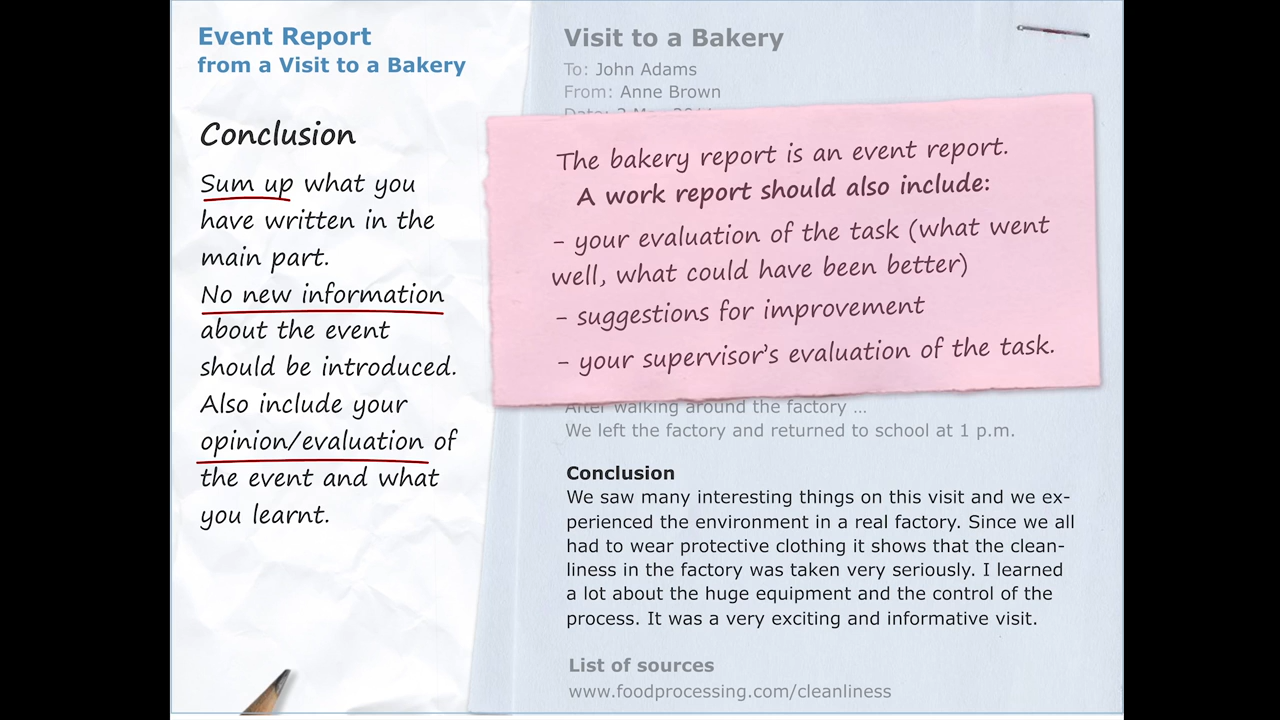 Event Report
from a Visit to a Bakery
Conclusion
Sum up what you
have written in the
main part.
No new information
about the event
should be introduced.
Also include your
opinion/evaluation of
the event and what
you learnt.
Visit to a Bakery
To: John Adams
From: Anne Brown
The bakery report is an event report.
A work report should also include:
– your evaluation of the task (what went
well, what could have been better)
– suggestions for improvement
– your supervisor's evaluation of the task.
After walking around the factory …
We left the factory and returned to school at 1 p.m.
Conclusion
We saw many interesting things on this visit and we ex-
perienced the environment in a real factory. Since we all
had to wear protective clothing it shows that the clean-
liness in the factory was taken very seriously. I learned
a lot about the huge equipment and the control of the
process. It was a very exciting and informative visit.
List of sources
www.foodprocessing.com/cleanliness